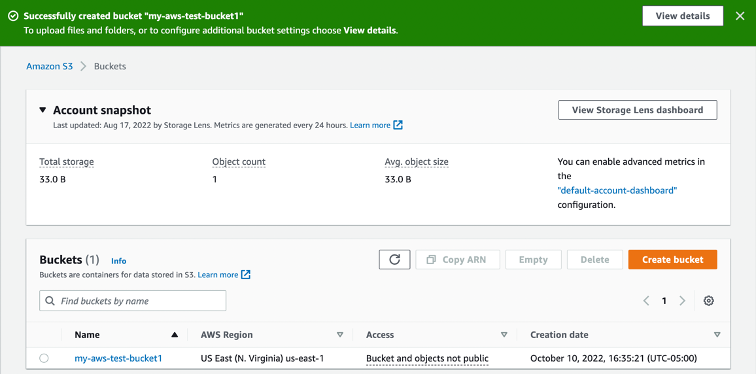 Successfully created bucket "my-aws-test-bucket1"
View details
To upload files and folders, or to configure additional bucket settings choose View details.
Amazon S3 > Buckets
Account snapshot
View Storage Lens dashboard
Last updated: Aug 17, 2022 by Storage Lens. Metrics are generated every 24 hours. Learn more
Total storage
Object count
Avg. object size
33.0 B
1
33.0 B
You can enable advanced metrics in
the
"default-account-dashboard"
configuration.
Buckets (1) Info
Buckets are containers for data stored in S3. Learn more
Copy ARN
Empty
Delete
Create bucket
Find buckets by name
1
Name AWS Region Access Creation date
my-aws-test-bucket1 US East (N. Virginia) us-east-1 Bucket and objects not public October 10, 2022, 16:35:21 (UTC-05:00)